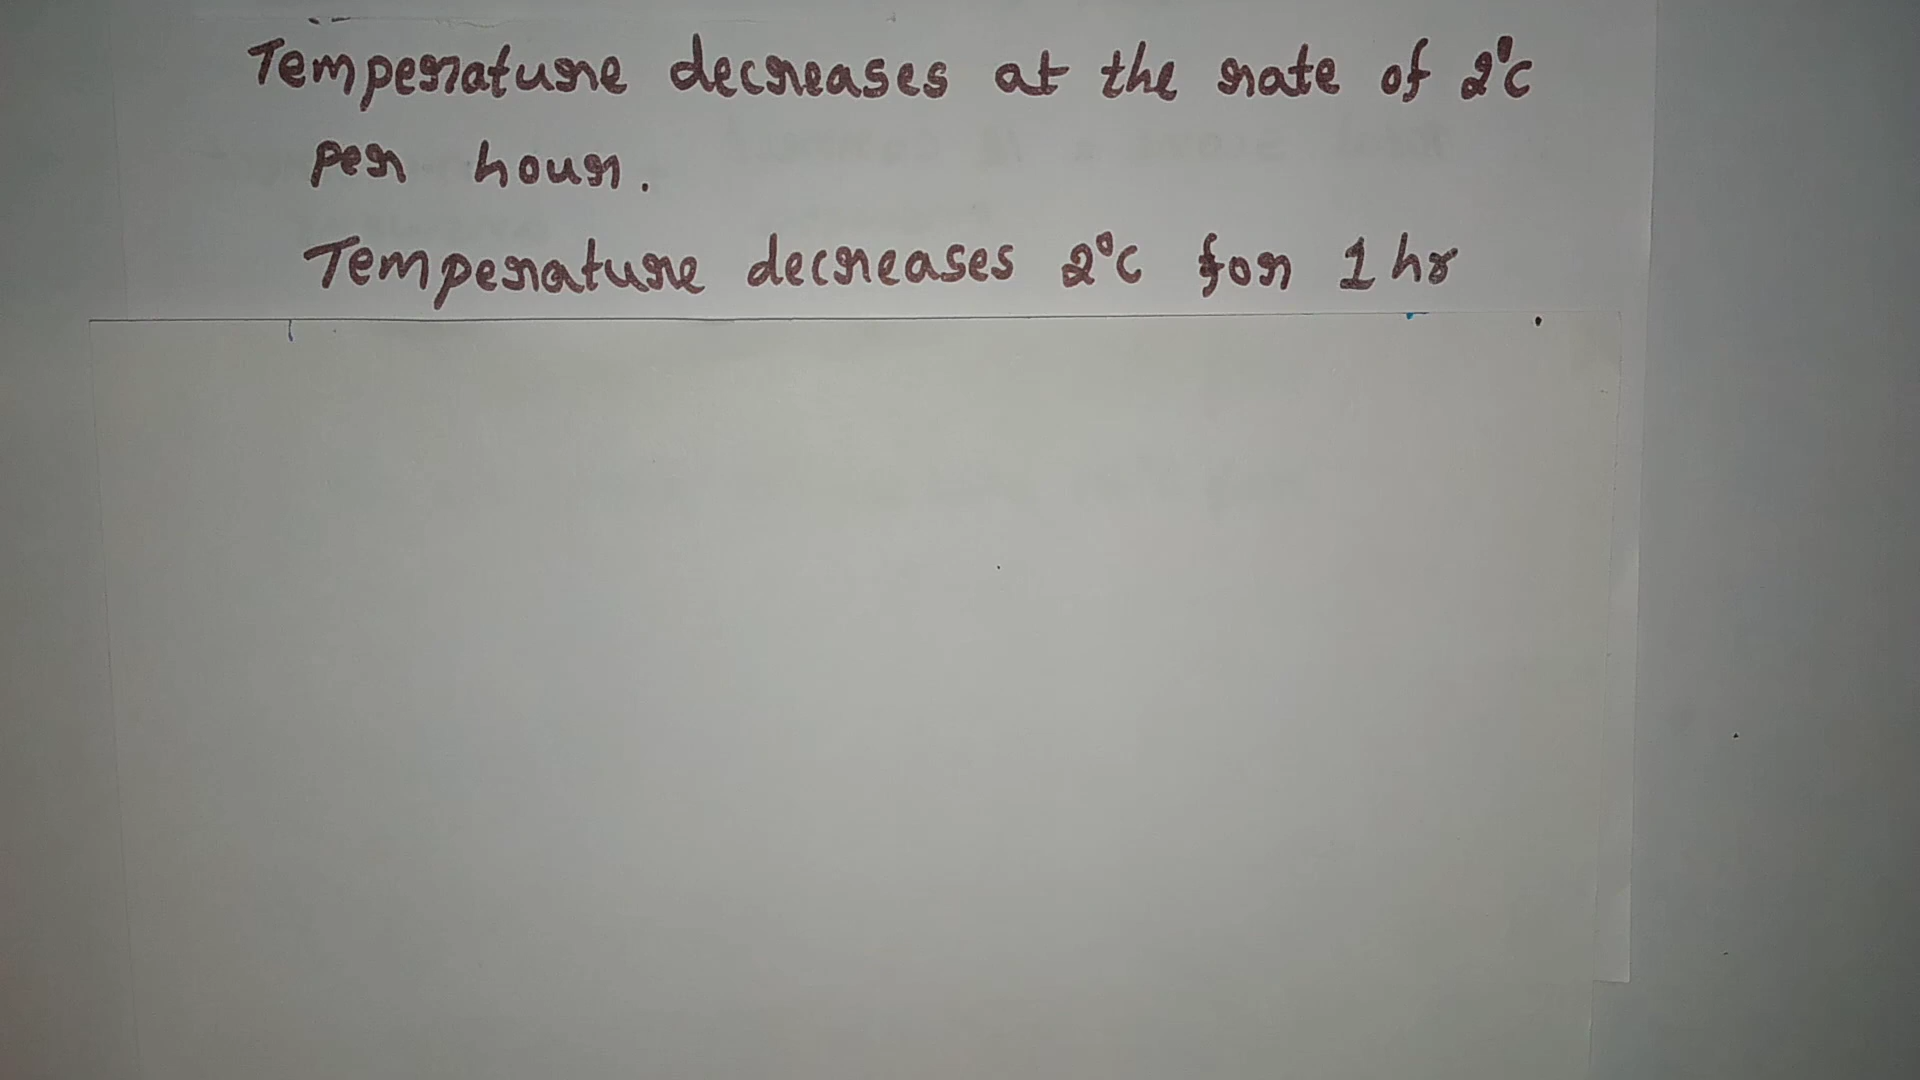 Temperature decreases at the rate of 2°c
per hour.
Temperature decreases 2°c for 1 hr